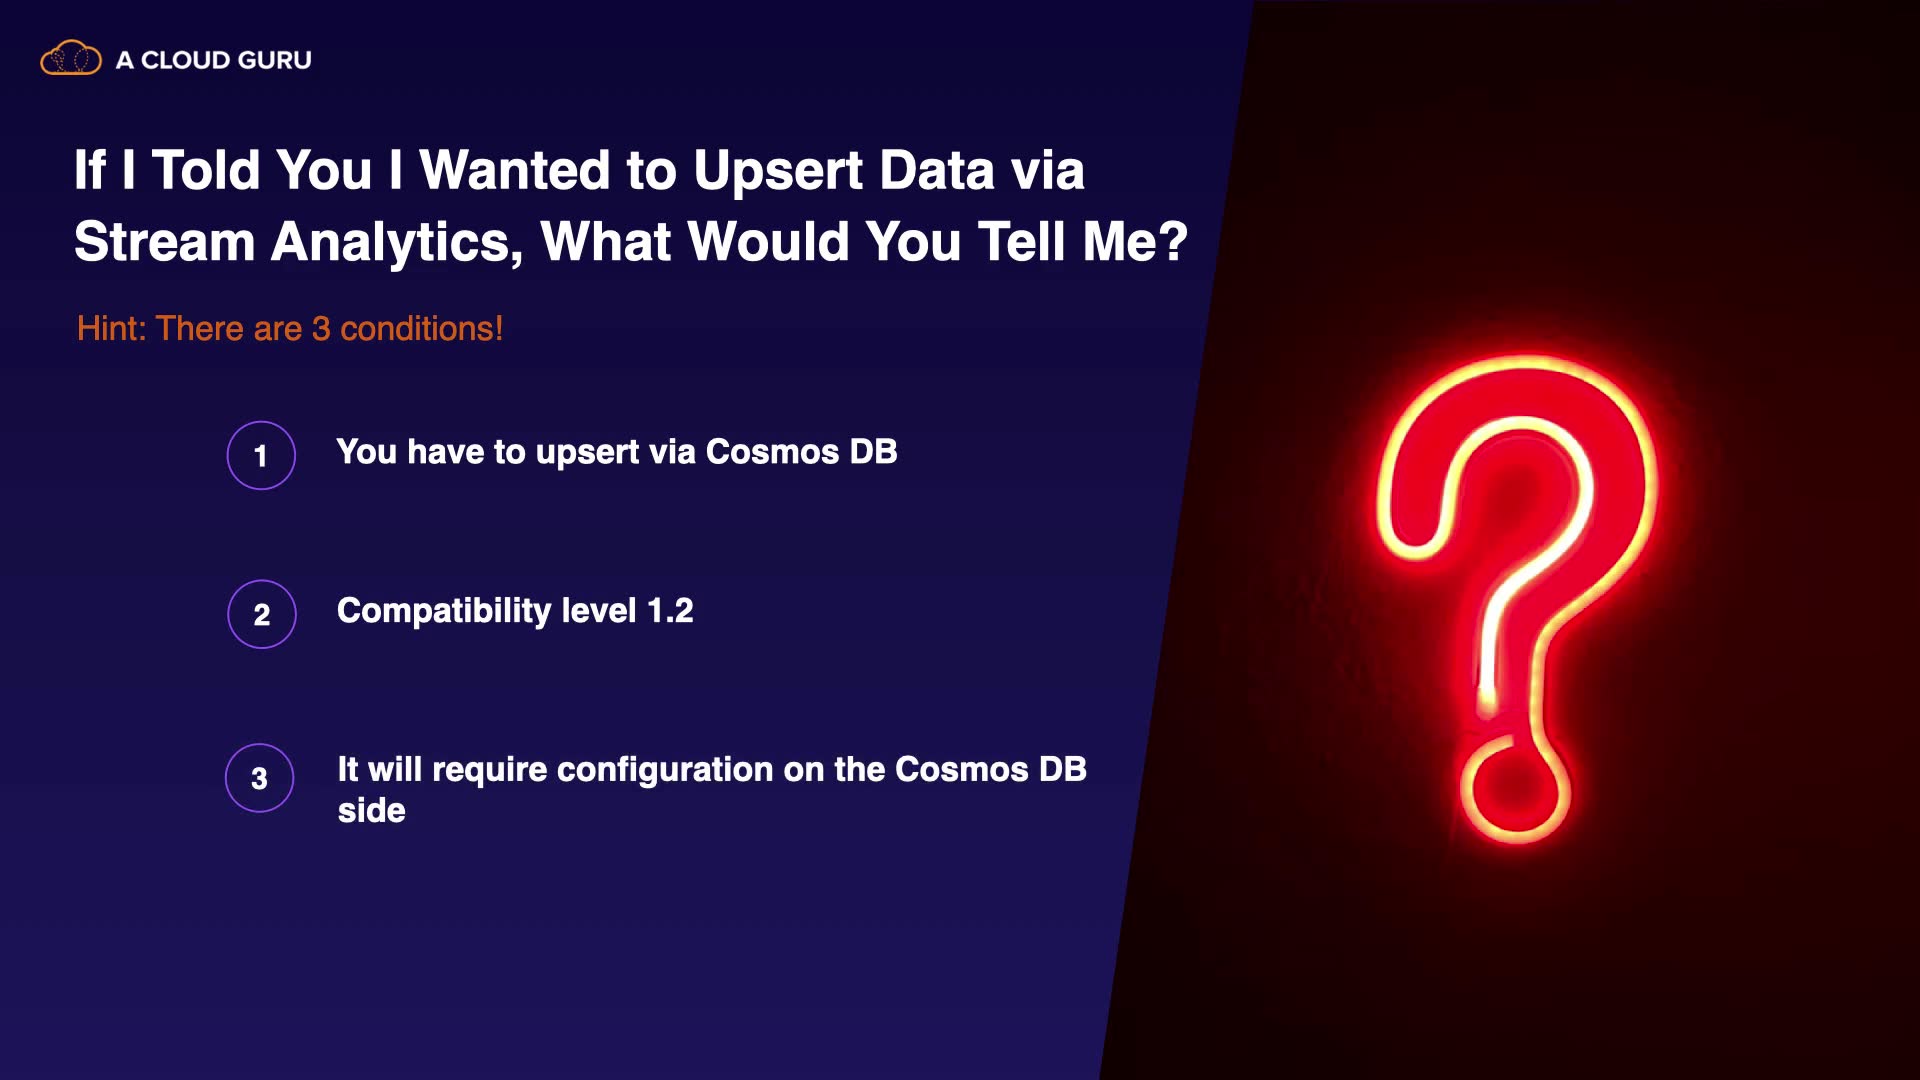 A CLOUD GURU
If I Told You I Wanted to Upsert Data via
Stream Analytics, What Would You Tell Me?
Hint: There are 3 conditions!
1 You have to upsert via Cosmos DB
2 Compatibility level 1.2
3 It will require configuration on the Cosmos DB
side